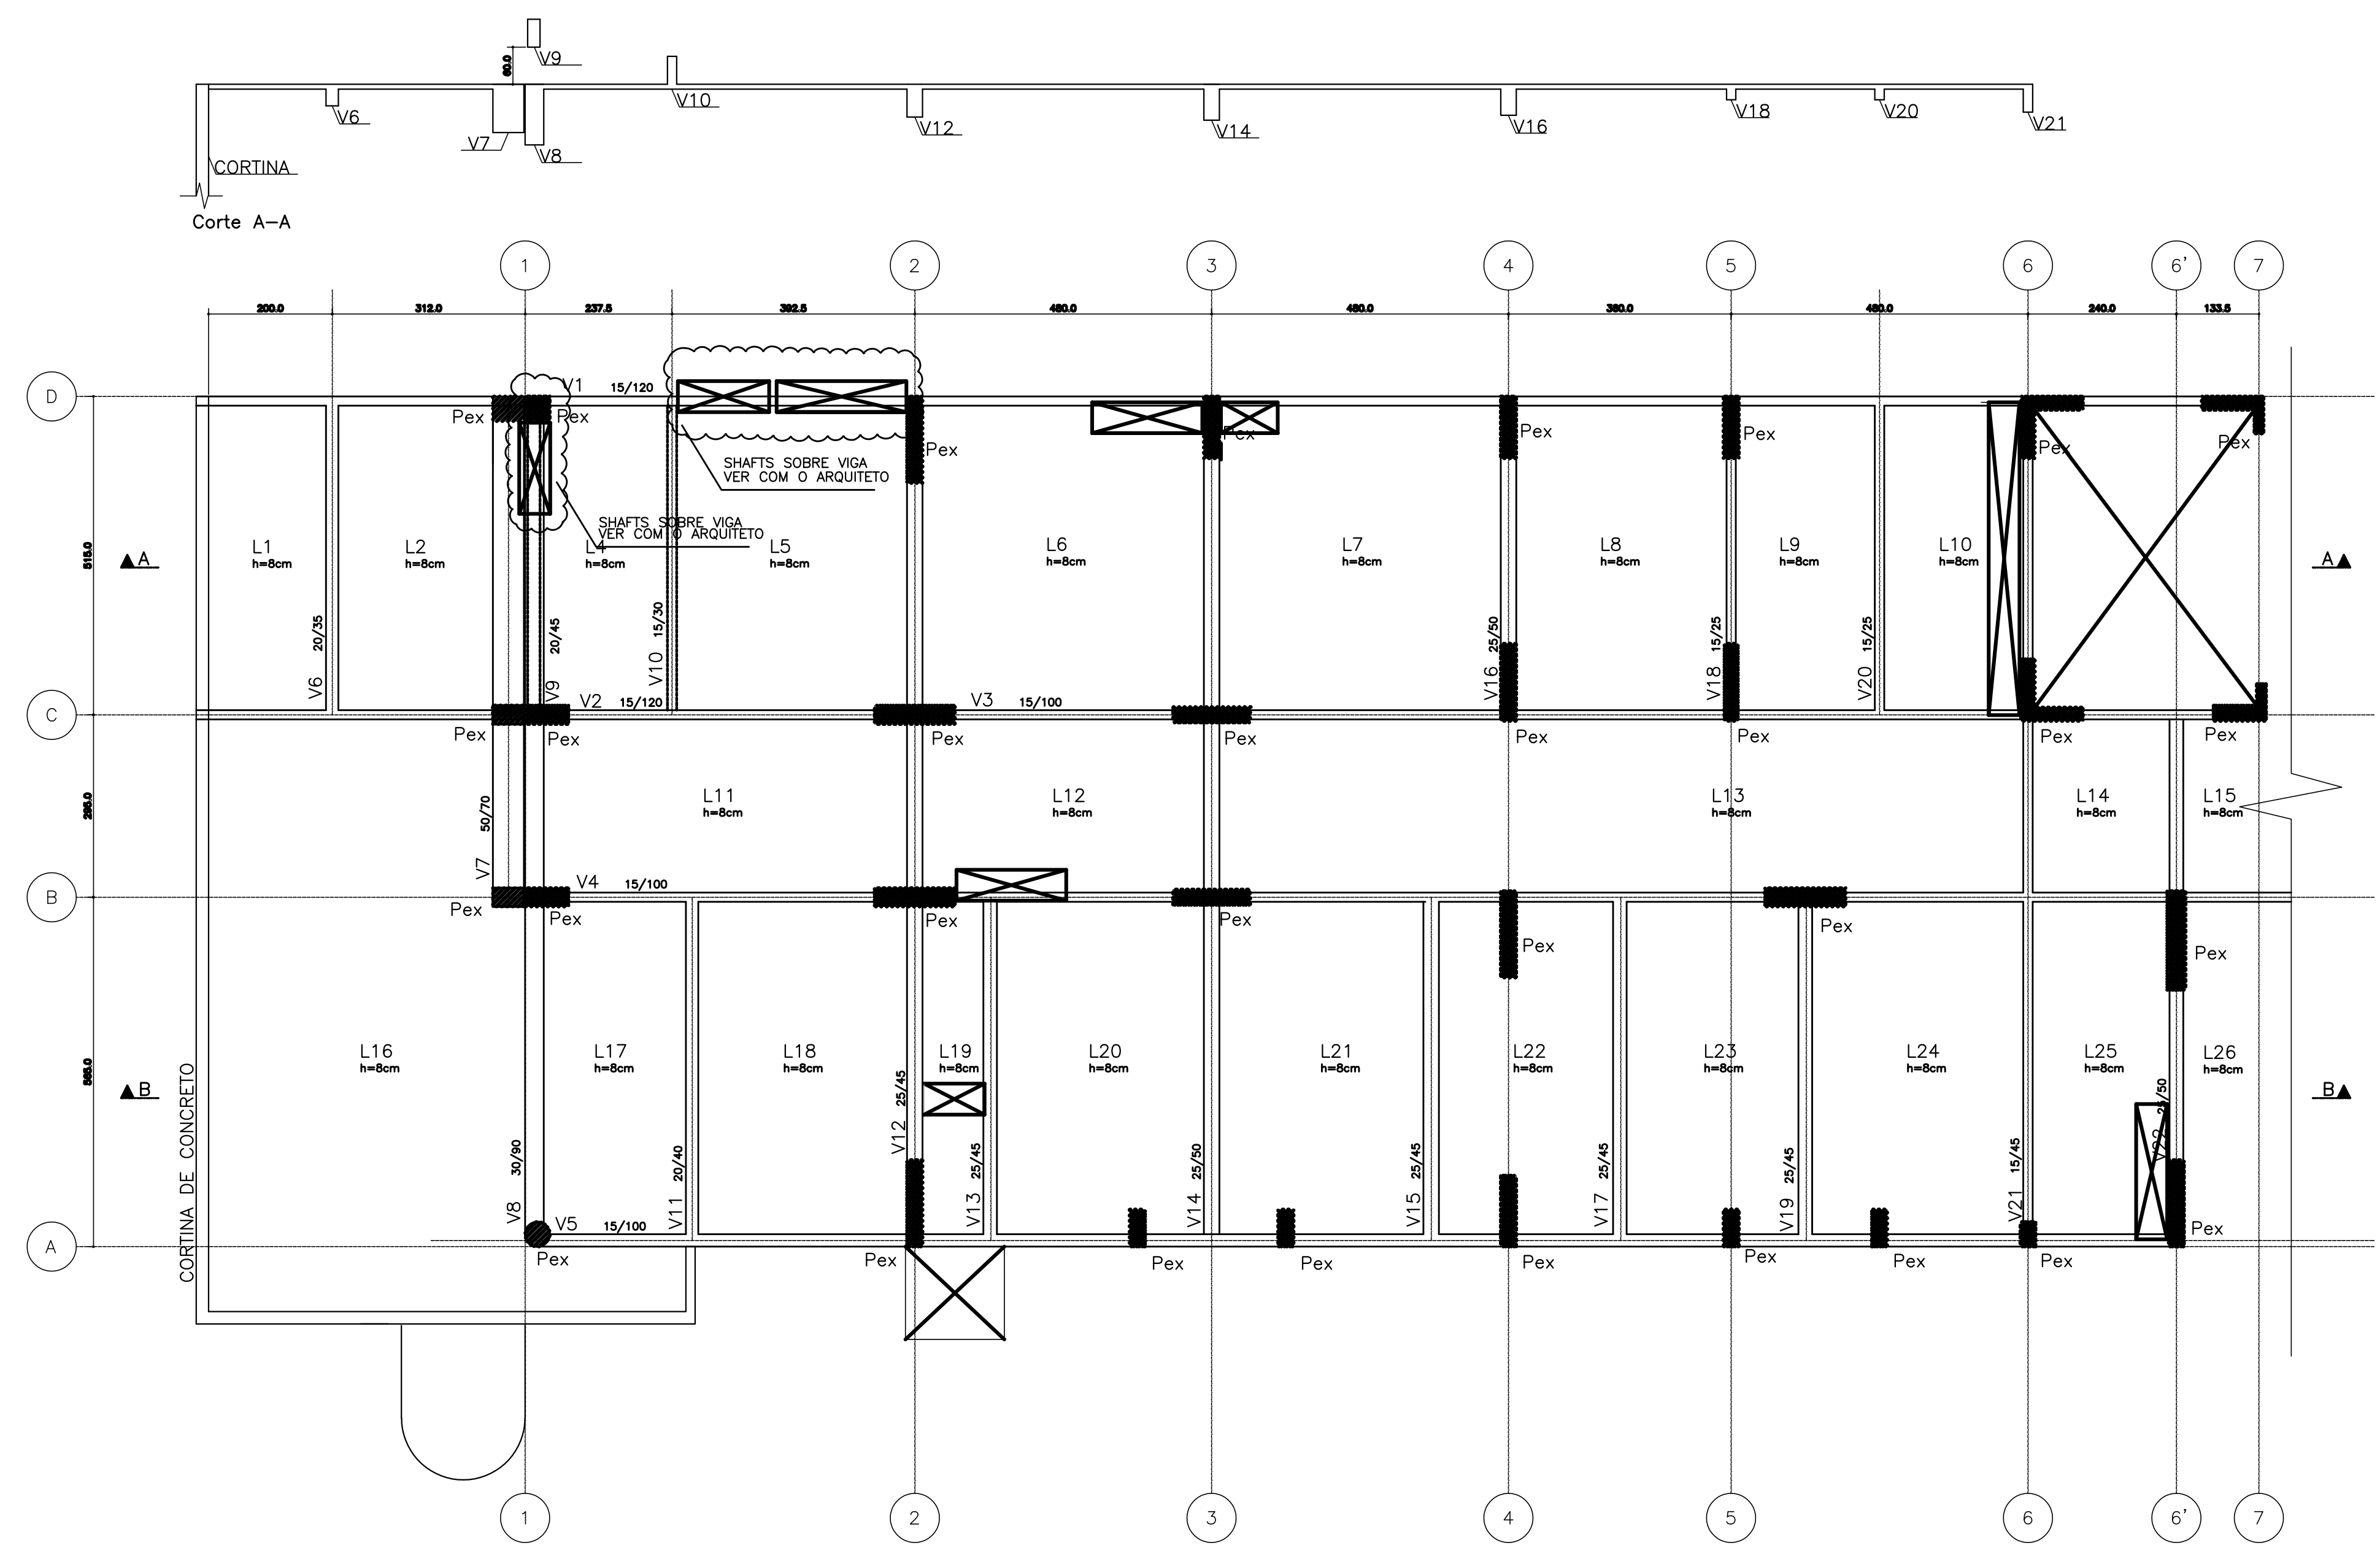 V9
60.0
V10
V6
V12
V14
V16
V18
V20
V21
V7
V8
CORTINA
Corte A-A
1
2
3
4
5
6
6'
7
200.0
312.0
237.5
392.5
480.0
480.0
360.0
480.0
240.0
133.5
D
V1
15/120
Pex
Pex
Pex
Pex
Pex
Pex
Pex
Pex
SHAFTS SOBRE VIGA
VER COM O ARQUITETO
SHAFTS SOBRE VIGA
VER COM O ARQUITETO
515.0
A
L1
h=8cm
L2
h=8cm
L4
h=8cm
L5
h=8cm
L6
h=8cm
L7
h=8cm
L8
h=8cm
L9
h=8cm
L10
h=8cm
A
V6
20/35
V9
20/45
V10
15/30
V16
25/50
V18
15/25
V20
15/25
C
V2
15/120
V3
15/100
Pex
Pex
Pex
Pex
Pex
Pex
Pex
Pex
295.0
V7
50/70
L11
h=8cm
L12
h=8cm
L13
h=8cm
L14
h=8cm
L15
h=8cm
B
V4
15/100
Pex
Pex
Pex
Pex
Pex
Pex
Pex
565.0
B
L16
h=8cm
L17
h=8cm
L18
h=8cm
L19
h=8cm
L20
h=8cm
L21
h=8cm
L22
h=8cm
L23
h=8cm
L24
h=8cm
L25
h=8cm
L26
h=8cm
B
CORTINA DE CONCRETO
V8
30/90
V11
20/40
V12
25/45
V13
25/45
V14
25/50
V15
25/45
V17
25/45
V19
25/45
V21
15/45
V22
25/50
A
V5
15/100
Pex
Pex
Pex
Pex
Pex
Pex
Pex
Pex
Pex
1
2
3
4
5
6
6'
7